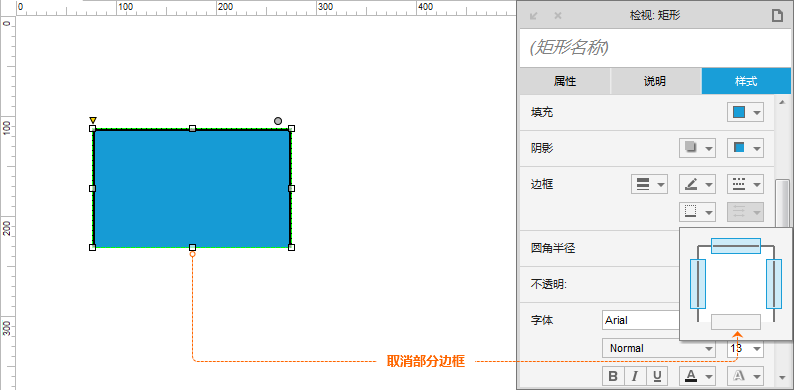 0 100 200 300 400
检视: 矩形
0
(矩形名称)
属性 说明 样式
填充
100
阴影
边框
200
圆角半径
不透明:
300
字体 Arial
取消部分边框
Normal 13
B I U A A